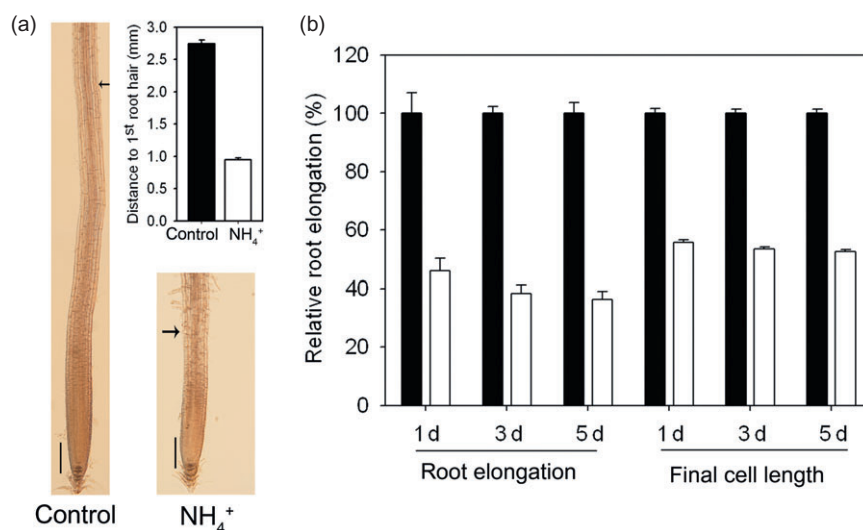 (a)
Distance to 1st root hair (mm)
3.0
2.5
2.0
1.5
1.0
0.5
0.0
Control
NH4+
Control
NH4+
(b)
Relative root elongation (%)
120
100
80
60
40
20
0
1 d
3 d
5 d
1 d
3 d
5 d
Root elongation
Final cell length